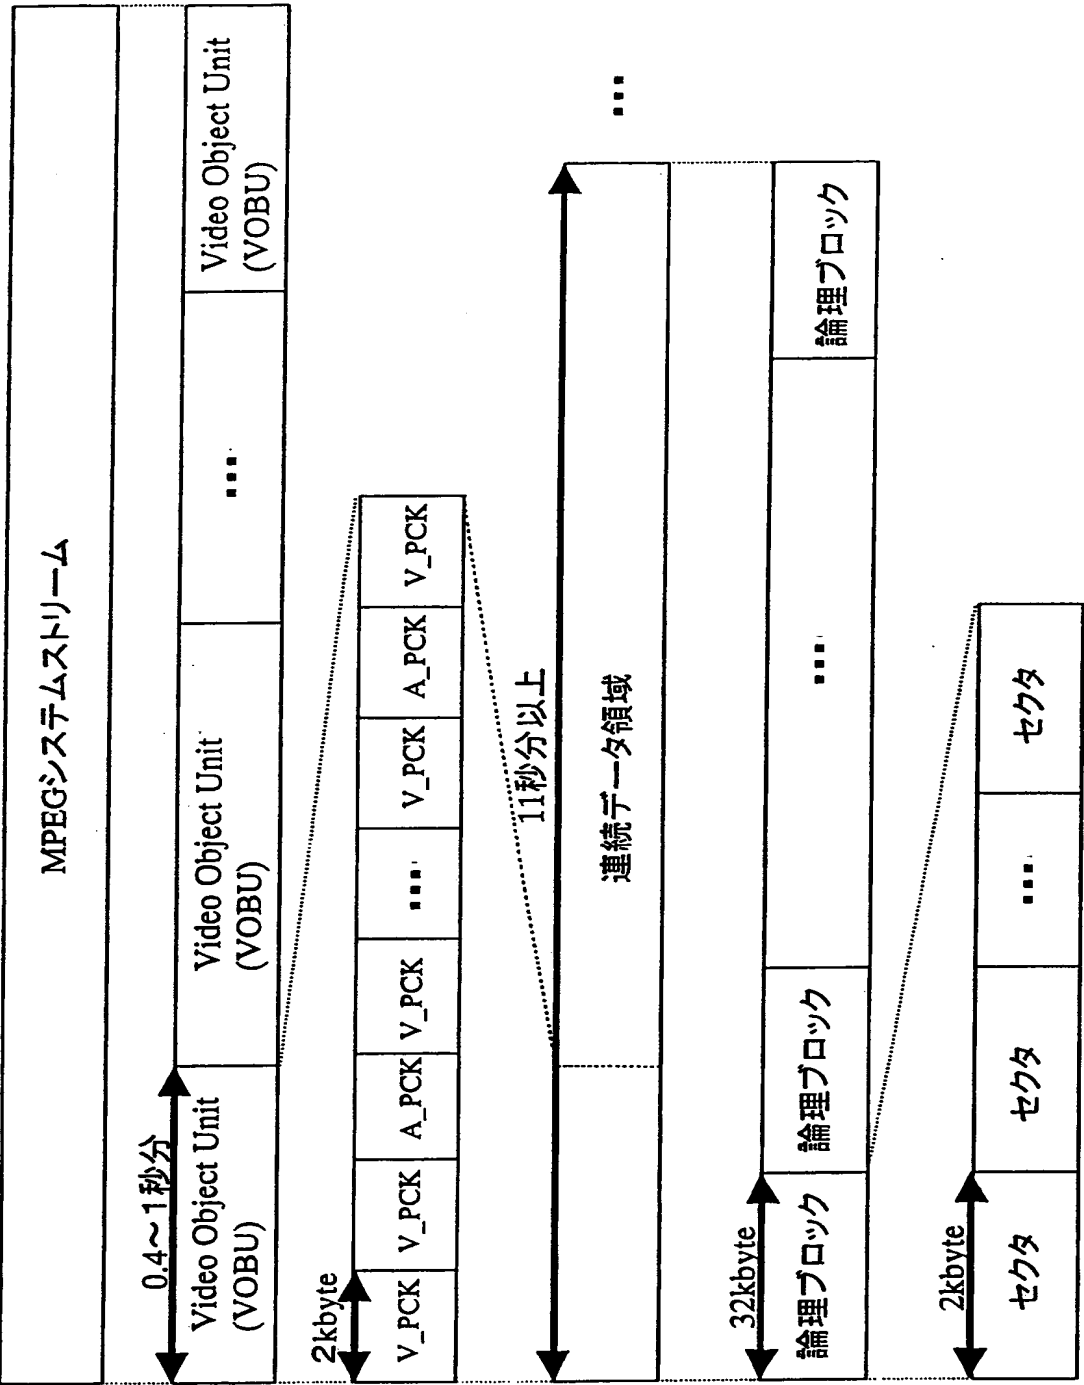 MPEGシステムストリーム
0.4～1秒分
Video Object Unit
(VOBU)
Video Object Unit
(VOBU)
...
Video Object Unit
(VOBU)
2kbyte
V_PCK
V_PCK
A_PCK
V_PCK
...
V_PCK
A_PCK
V_PCK
11秒分以上
連続データ領域
...
32kbyte
論理ブロック
論理ブロック
...
論理ブロック
2kbyte
セクタ
セクタ
...
セクタ